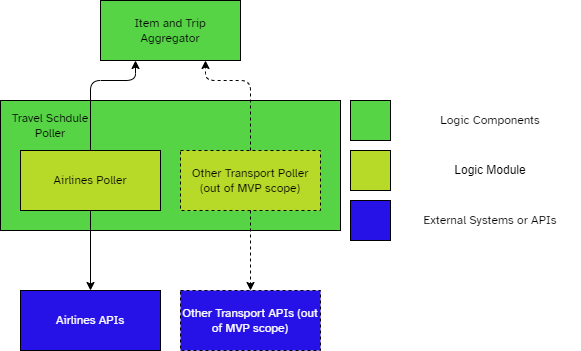 Item and Trip
Aggregator
Travel Schdule
Poller
Airlines Poller
Other Transport Poller
(out of MVP scope)
Airlines APIs
Other Transport APIs (out
of MVP scope)
Logic Components
Logic Module
External Systems or APIs